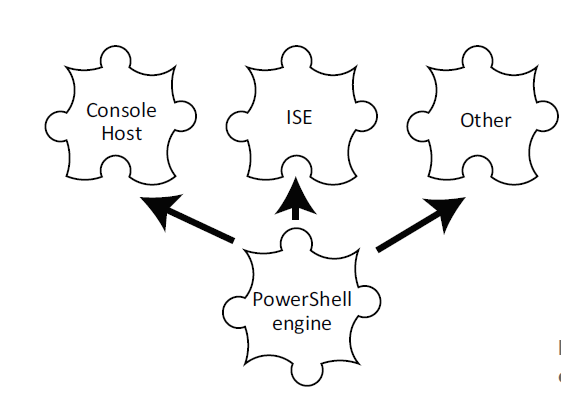 Console
Host
ISE
Other
PowerShell
engine